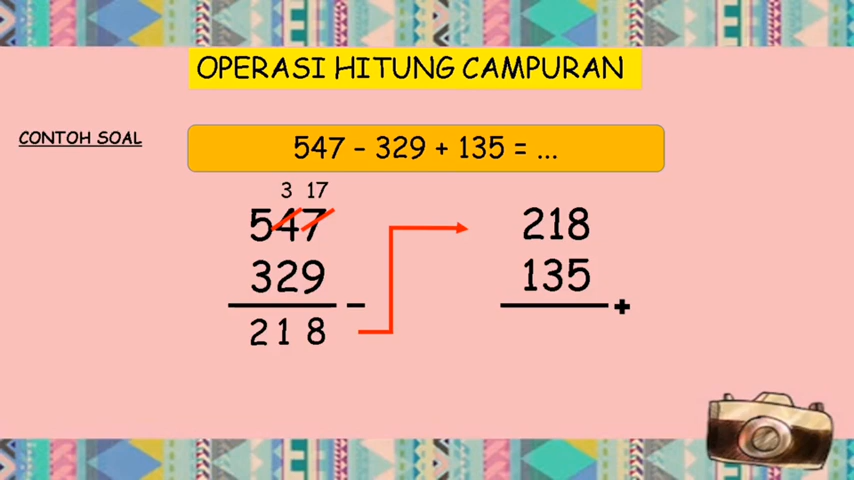 OPERASI HITUNG CAMPURAN
CONTOH SOAL
547 - 329 + 135 = ...
3 17
547
329
-
218
218
135
+